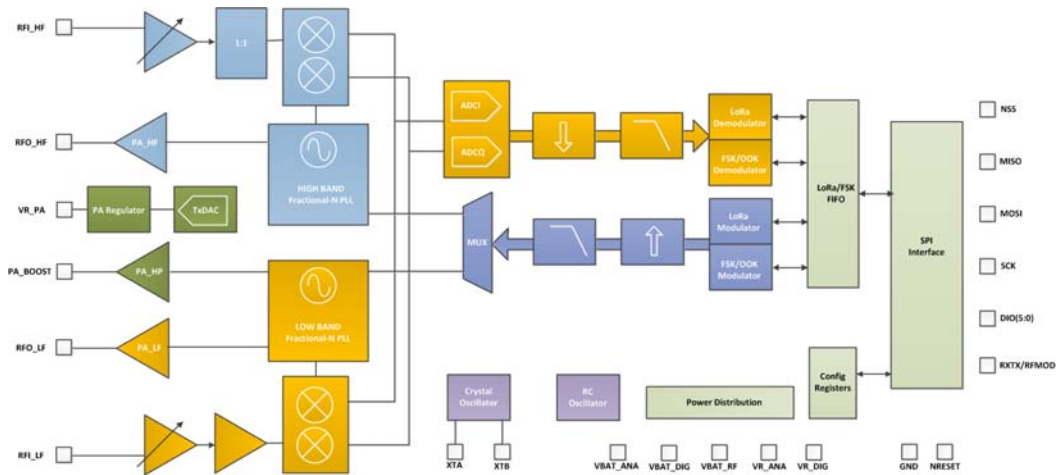 RFI_HF
1:1
RFO_HF
PA_HF
HIGH BAND
Fractional-N PLL
VR_PA
PA Regulator
TxDAC
PA_BOOST
PA_HP
LOW BAND
Fractional-N PLL
RFO_LF
PA_LF
RFI_LF
ADCI
ADCQ
LoRa
Demodulator
FSK/OOK
Demodulator
MUX
LoRa
Modulator
FSK/OOK
Modulator
LoRa/FSK
FIFO
SPI
Interface
Config
Registers
Crystal
Oscillator
RC
Oscillator
Power Distribution
XTA
XTB
VBAT_ANA
VBAT_DIG
VBAT_RF
VR_ANA
VR_DIG
GND
NRESET
NSS
MISO
MOSI
SCK
DIO(5:0)
RXTX/RFMOD